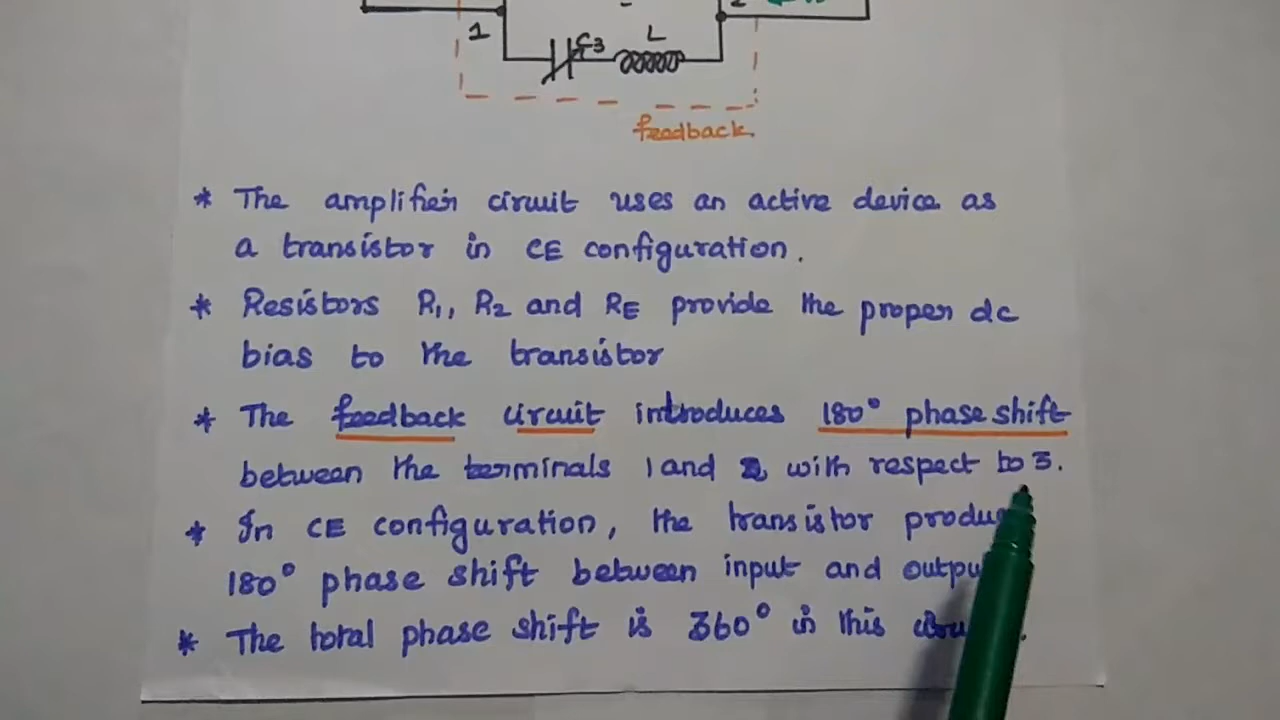 1
2
C3
L
feedback.
* The amplifier circuit uses an active device as
a transistor in CE configuration.
* Resistors R1, R2 and RE provide the proper dc
bias to the transistor
* The feedback circuit introduces 180° phase shift
between the terminals 1 and 2 with respect to 3.
* In CE configuration, the transistor
180° phase shift between input and
* The total phase shift is 360° in this